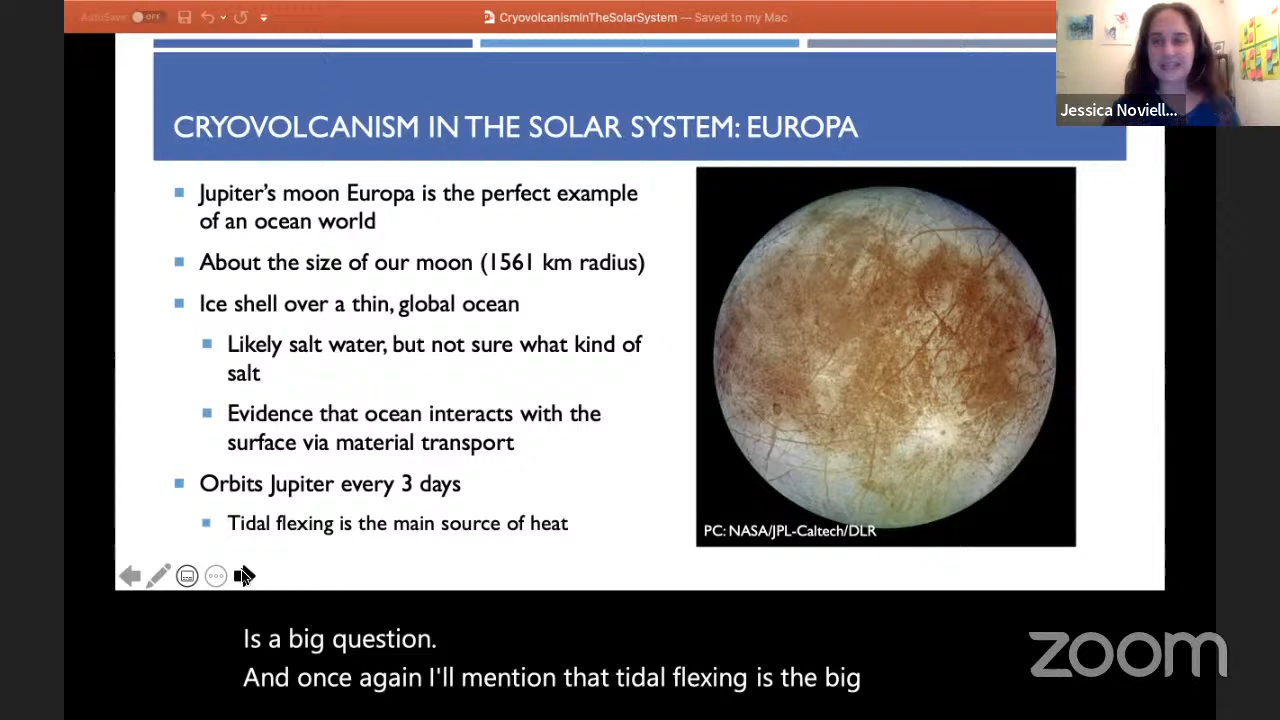 AutoSave OFF
CryovolcanismInTheSolarSystem — Saved to my Mac
Jessica Noviell...
CRYOVOLCANISM IN THE SOLAR SYSTEM: EUROPA
Jupiter's moon Europa is the perfect example
of an ocean world
About the size of our moon (1561 km radius)
Ice shell over a thin, global ocean
Likely salt water, but not sure what kind of
salt
Evidence that ocean interacts with the
surface via material transport
Orbits Jupiter every 3 days
Tidal flexing is the main source of heat
PC: NASA/JPL-Caltech/DLR
Is a big question.
And once again I'll mention that tidal flexing is the big
zoom